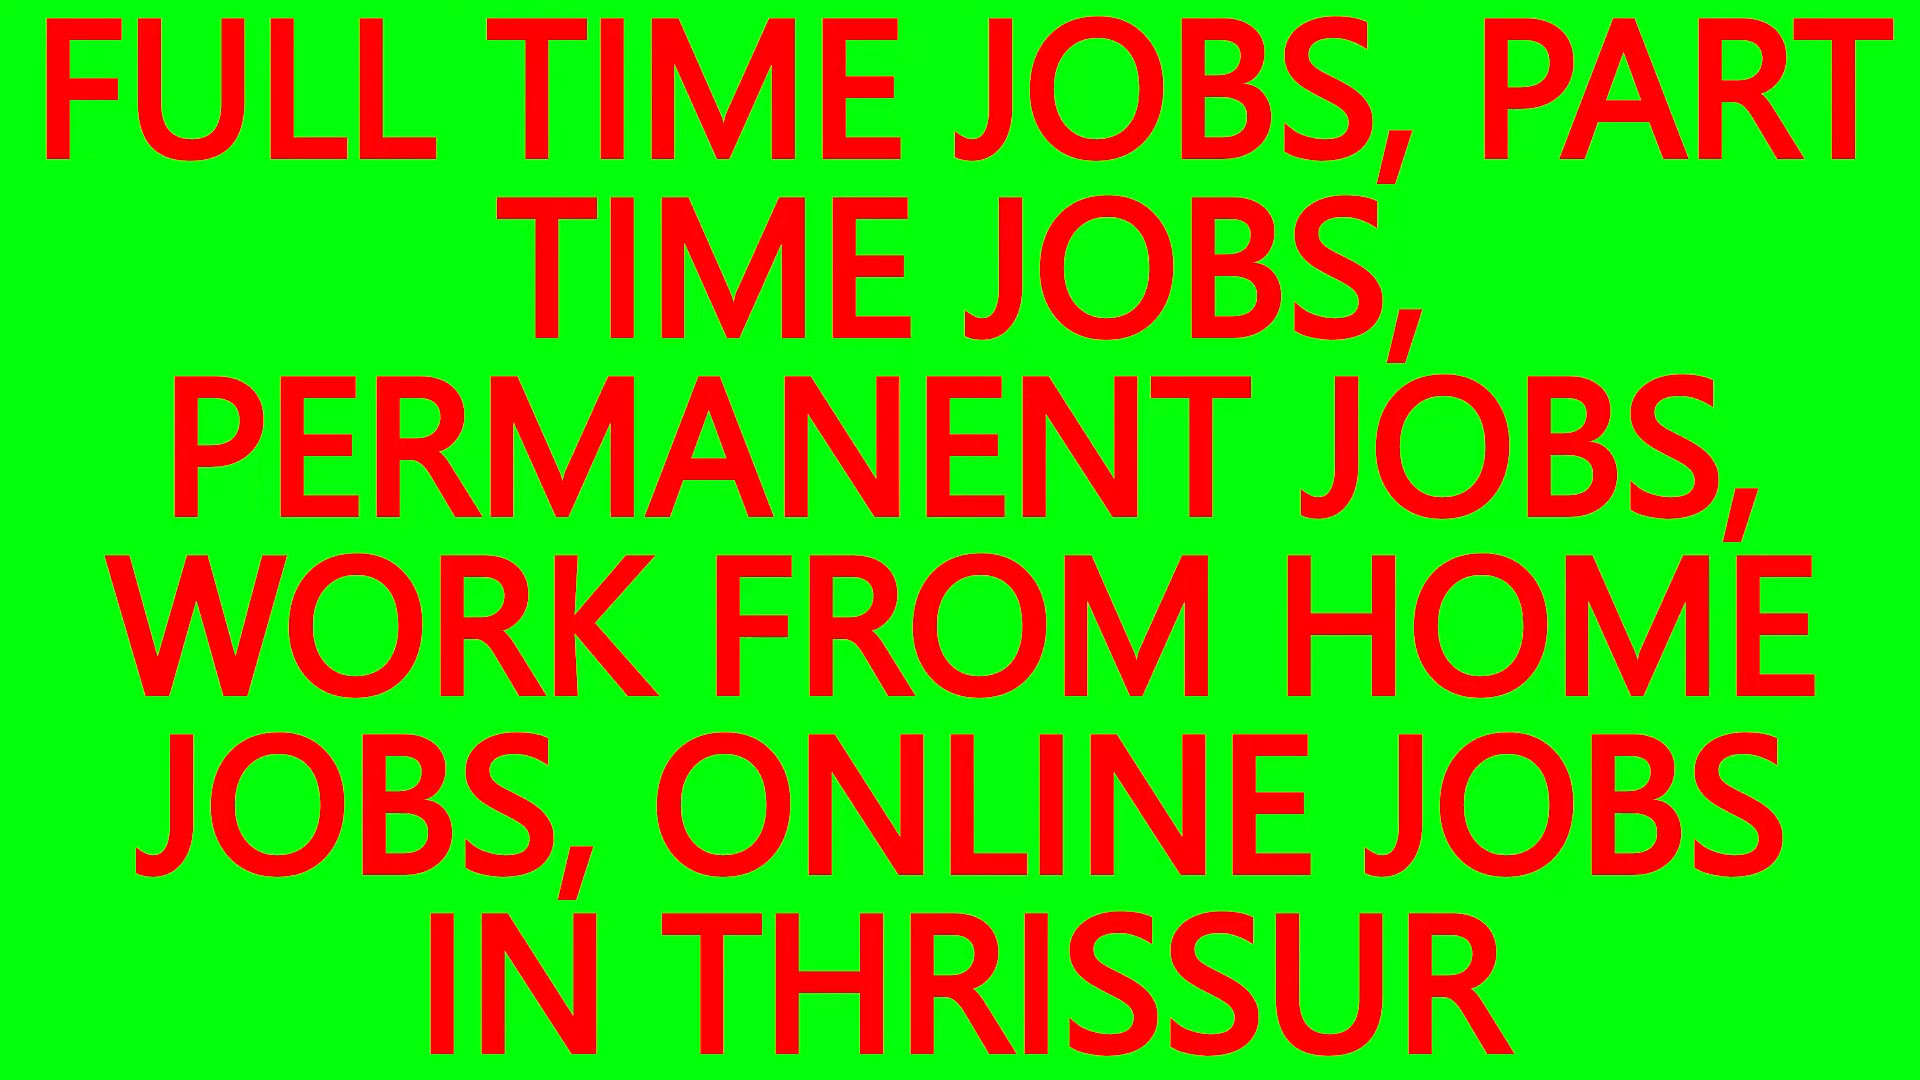 FULL TIME JOBS, PART
TIME JOBS,
PERMANENT JOBS,
WORK FROM HOME
JOBS, ONLINE JOBS
IN THRISSUR